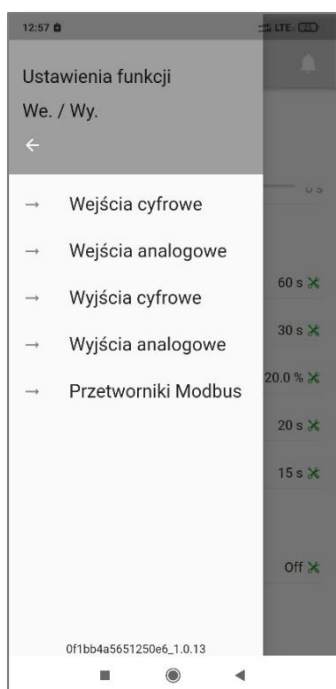 12:57 LTE
Ustawienia funkcji
We. / Wy.
Wejścia cyfrowe
Wejścia analogowe
Wyjścia cyfrowe
60 s
Wyjścia analogowe
30 s
Przetworniki Modbus
20.0 %
20 s
15 s
Off
0f1bb4a5651250e6_1.0.13